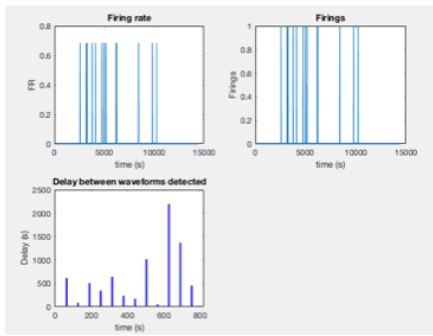 Firing rate
0.8
0.6
0.4
0.2
0
FR
0 5000 10000 15000
time (s)
Firings
1
0.8
0.6
0.4
0.2
0
Firings
0 5000 10000 15000
time (s)
Delay between waveforms detected
2500
2000
1500
1000
500
0
Delay (s)
0 200 400 600 800
time (s)